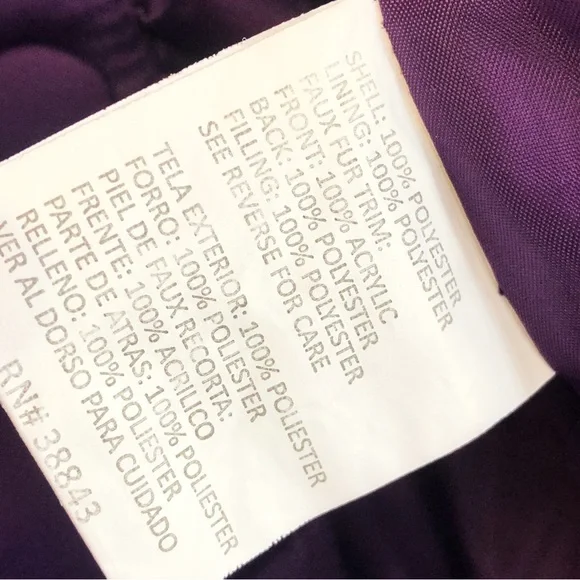 SHELL: 100% POLYESTER
LINING: 100% POLYESTER
FAUX FUR TRIM:
FRONT: 100% ACRYLIC
BACK: 100% POLYESTER
FILLING: 100% POLYESTER
SEE REVERSE FOR CARE
TELA EXTERIOR: 100% POLIESTER
FORRO: 100% POLIESTER
PIEL DE FAUX RECORTA:
FRENTE: 100% ACRILICO
PARTE DE ATRAS: 100% POLIESTER
RELLENO: 100% POLIESTER
VER AL DORSO PARA CUIDADO
RN# 38843